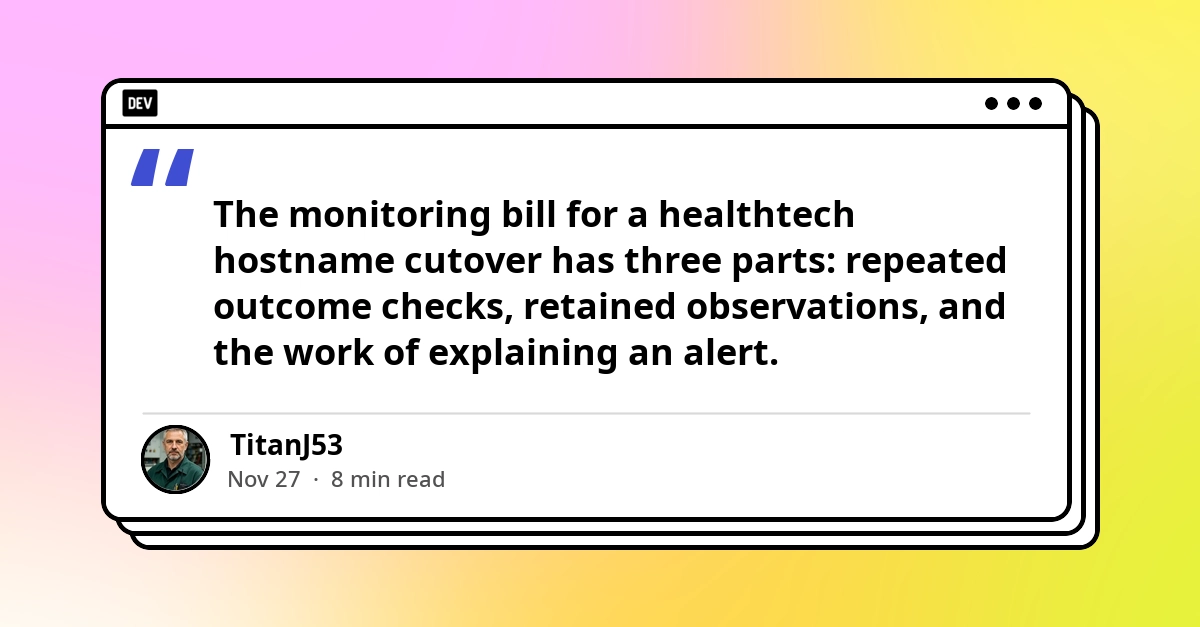 DEV
The monitoring bill for a healthtech
hostname cutover has three parts: repeated
outcome checks, retained observations, and
the work of explaining an alert.
TitanJ53
Nov 27 · 8 min read